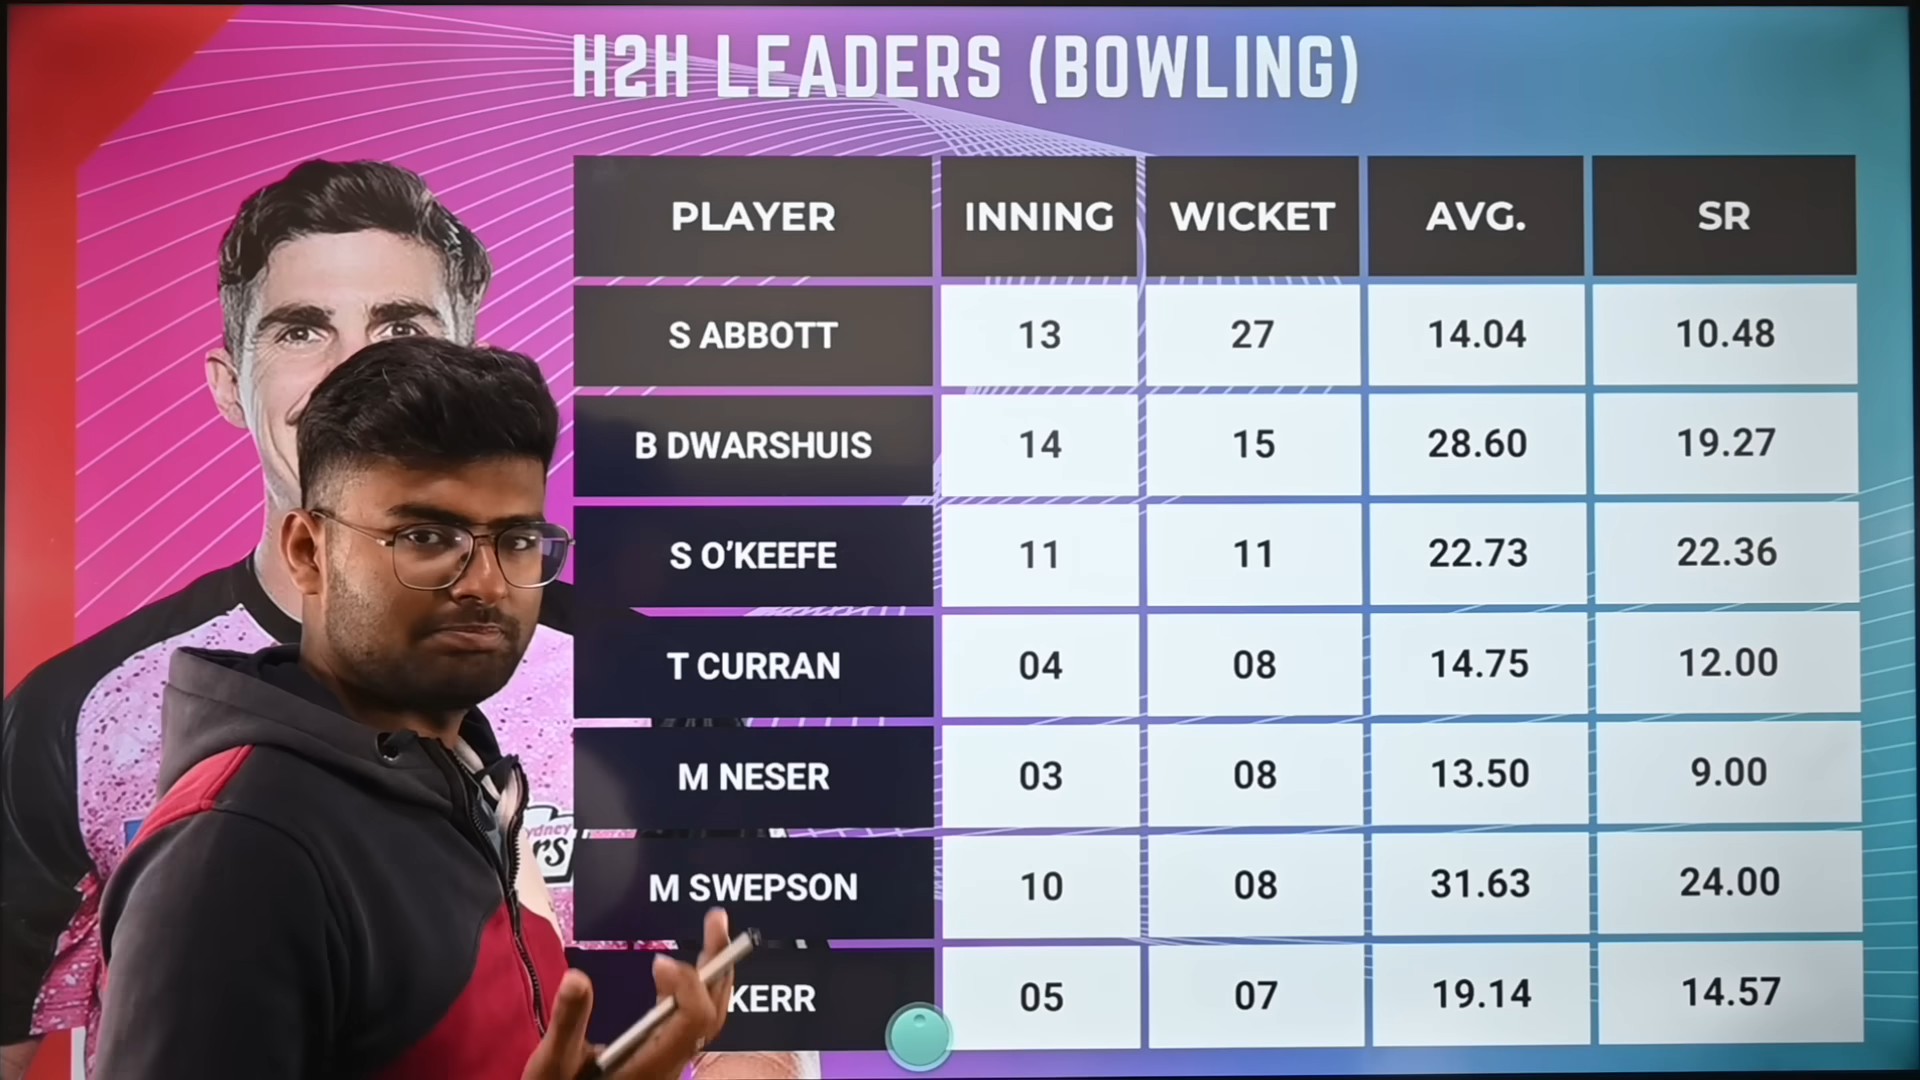 H2H LEADERS (BOWLING)
PLAYER INNING WICKET AVG. SR
S ABBOTT 13 27 14.04 10.48
B DWARSHUIS 14 15 28.60 19.27
S O'KEEFE 11 11 22.73 22.36
T CURRAN 04 08 14.75 12.00
M NESER 03 08 13.50 9.00
M SWEPSON 10 08 31.63 24.00
KERR 05 07 19.14 14.57